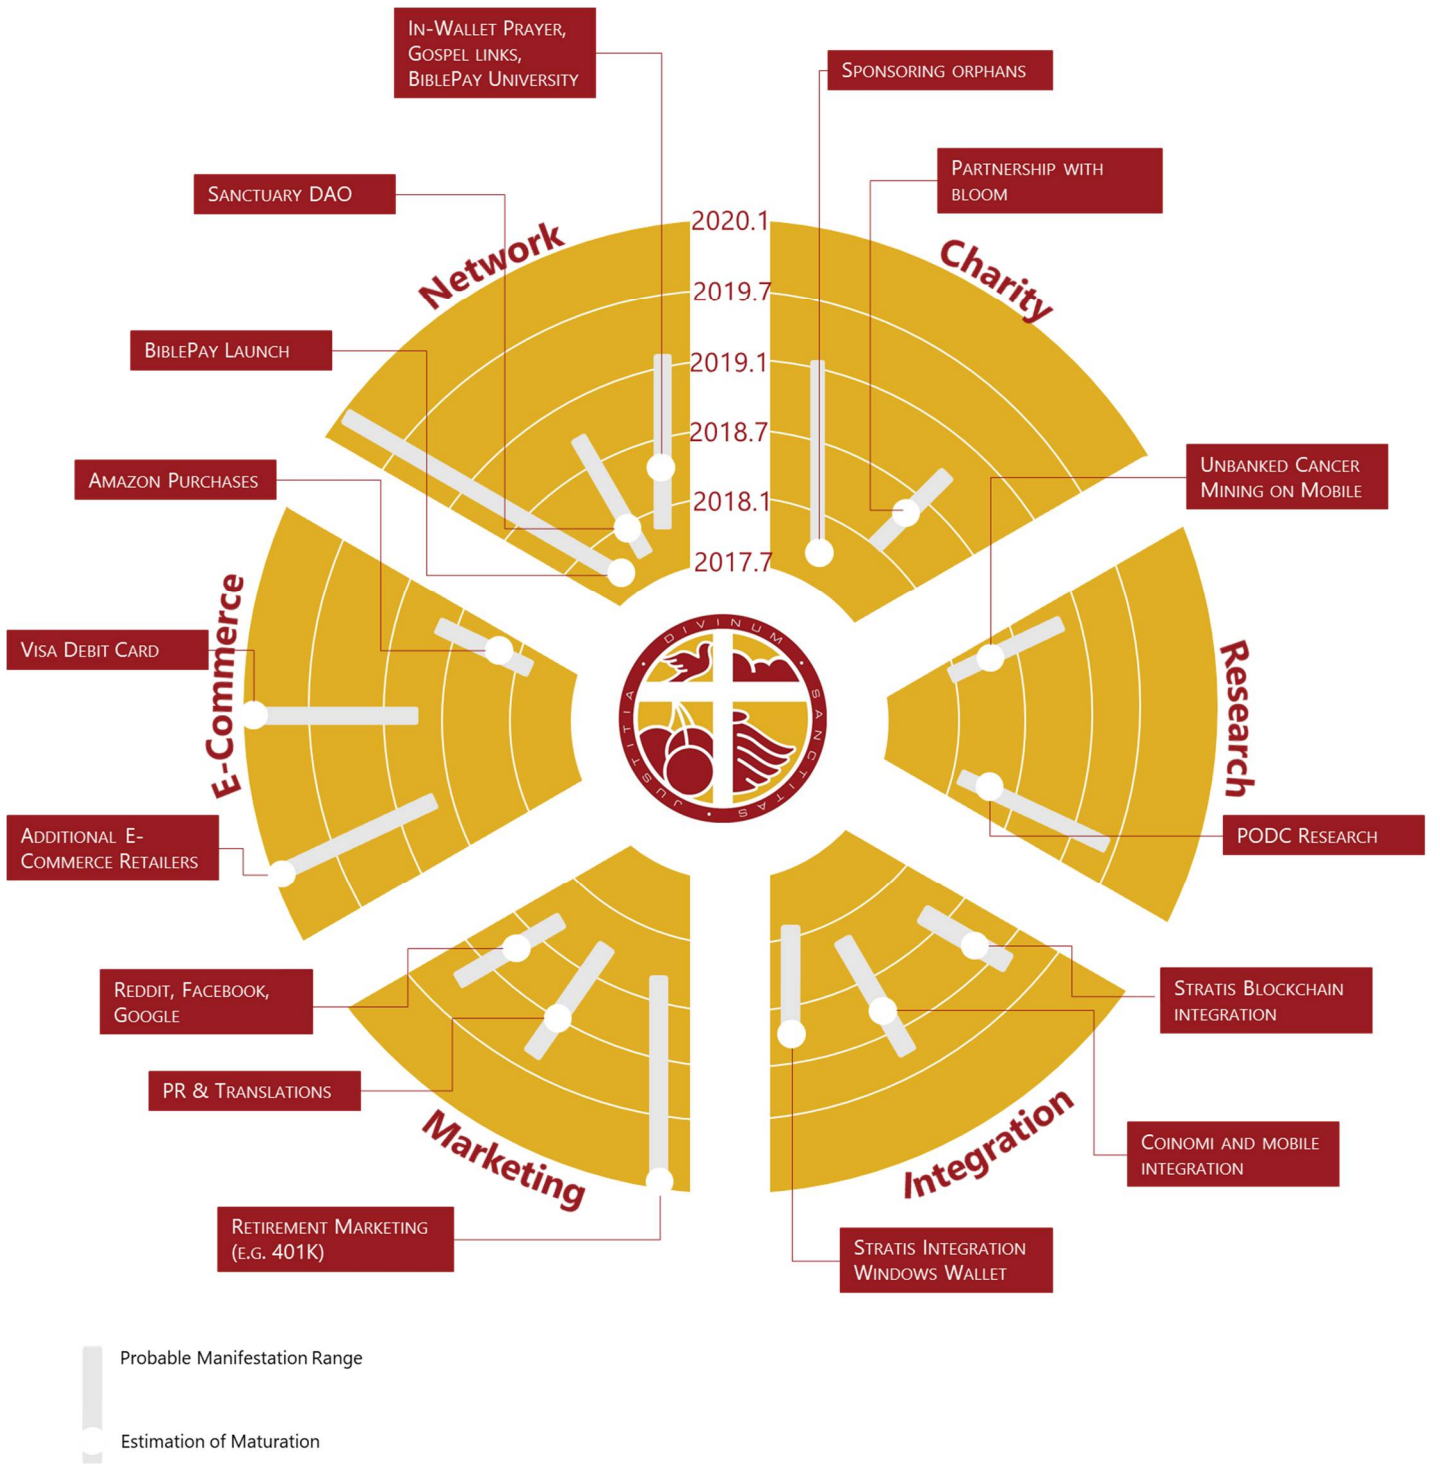 In-Wallet Prayer,
Gospel links,
BiblePay University
Sponsoring orphans
Partnership with
bloom
Sanctuary DAO
Network
Charity
2020.1
2019.7
2019.1
2018.7
2018.1
2017.7
BiblePay Launch
Amazon Purchases
Unbanked Cancer
Mining on Mobile
E-Commerce
Visa Debit Card
Research
DIVINUM
SANCTITAS
JUSTITIA
Additional E-
Commerce Retailers
PODC Research
Reddit, Facebook,
Google
Stratis Blockchain
integration
PR & Translations
Marketing
Integration
Coinomi and mobile
integration
Retirement Marketing
(e.g. 401K)
Stratis Integration
Windows Wallet
Probable Manifestation Range
Estimation of Maturation